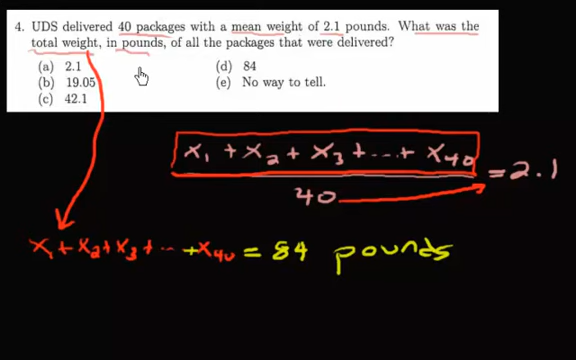 4. UDS delivered 40 packages with a mean weight of 2.1 pounds. What was the
total weight, in pounds, of all the packages that were delivered?
(a) 2.1 (d) 84
(b) 19.05 (e) No way to tell.
(c) 42.1
x₁ + x₂ + x₃ + ... + x₄₀
= 2.1
40
x₁ + x₂ + x₃ + ... + x₄₀ = 84 pounds